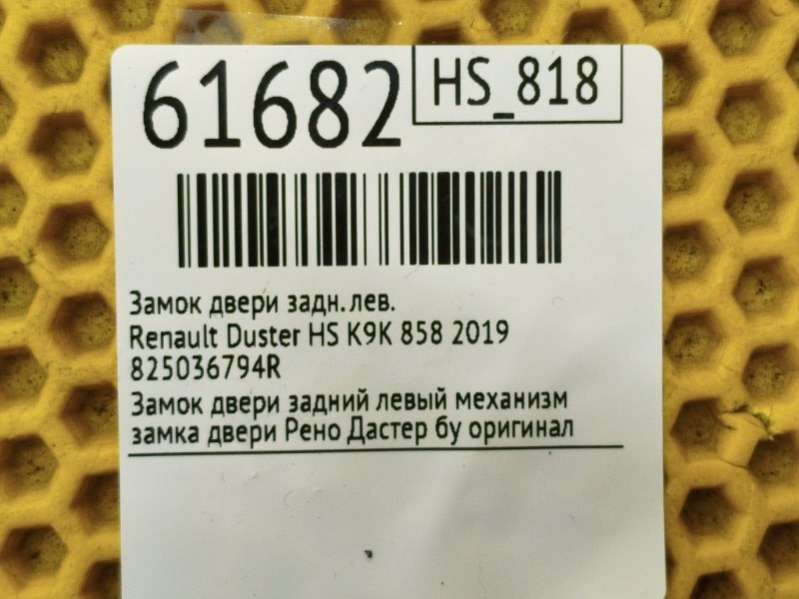 61682
HS_818
Замок двери задн.лев.
Renault Duster HS K9K 858 2019
825036794R
Замок двери задний левый механизм
замка двери Рено Дастер бу оригинал